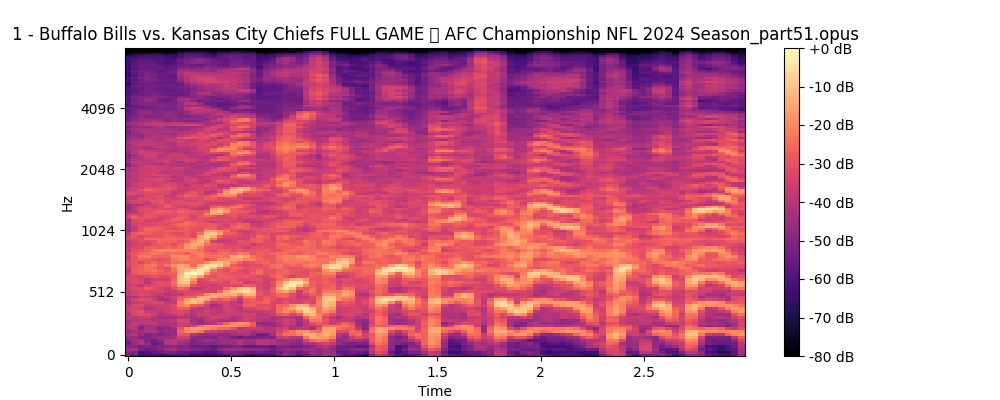 1 - Buffalo Bills vs. Kansas City Chiefs FULL GAME ▯ AFC Championship NFL 2024 Season_part51.opus
+0 dB
-10 dB
-20 dB
-30 dB
-40 dB
-50 dB
-60 dB
-70 dB
-80 dB
4096
2048
1024
512
0
Hz
0
0.5
1
1.5
2
2.5
Time